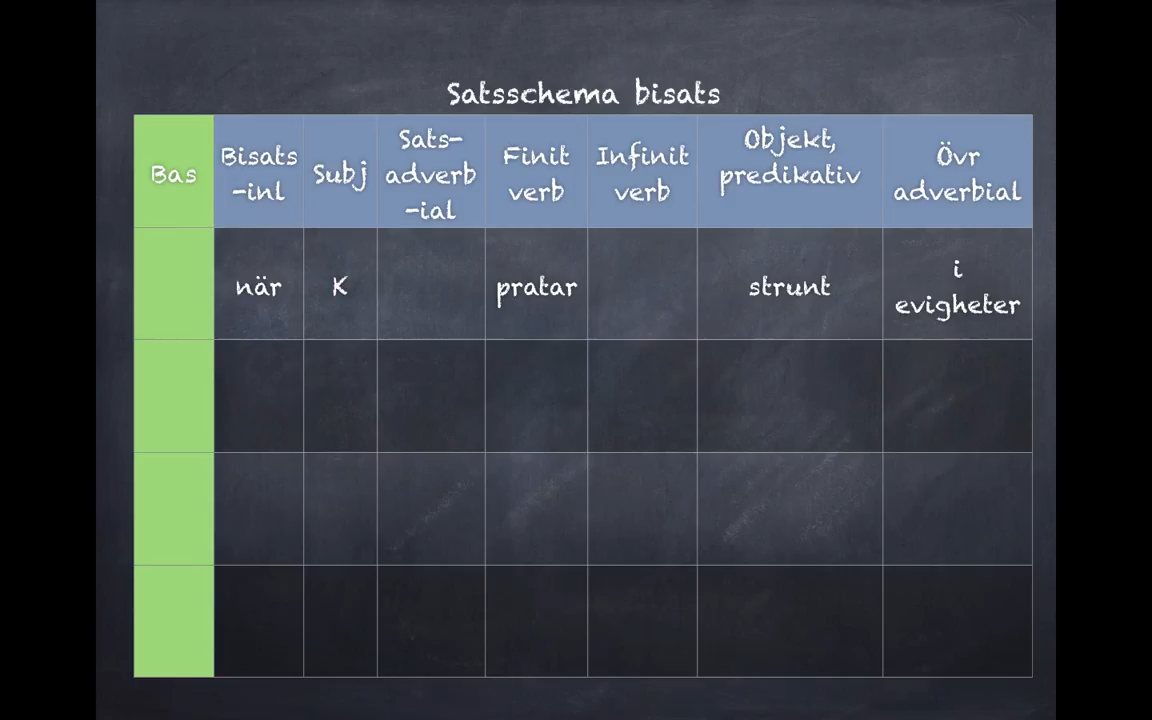 Satsschema bisats
Bas
Bisats
-inl
Subj
Sats-
adverb
-ial
Finit
verb
Infinit
verb
Objekt,
predikativ
Övr
adverbial
när
K
pratar
strunt
i
evigheter